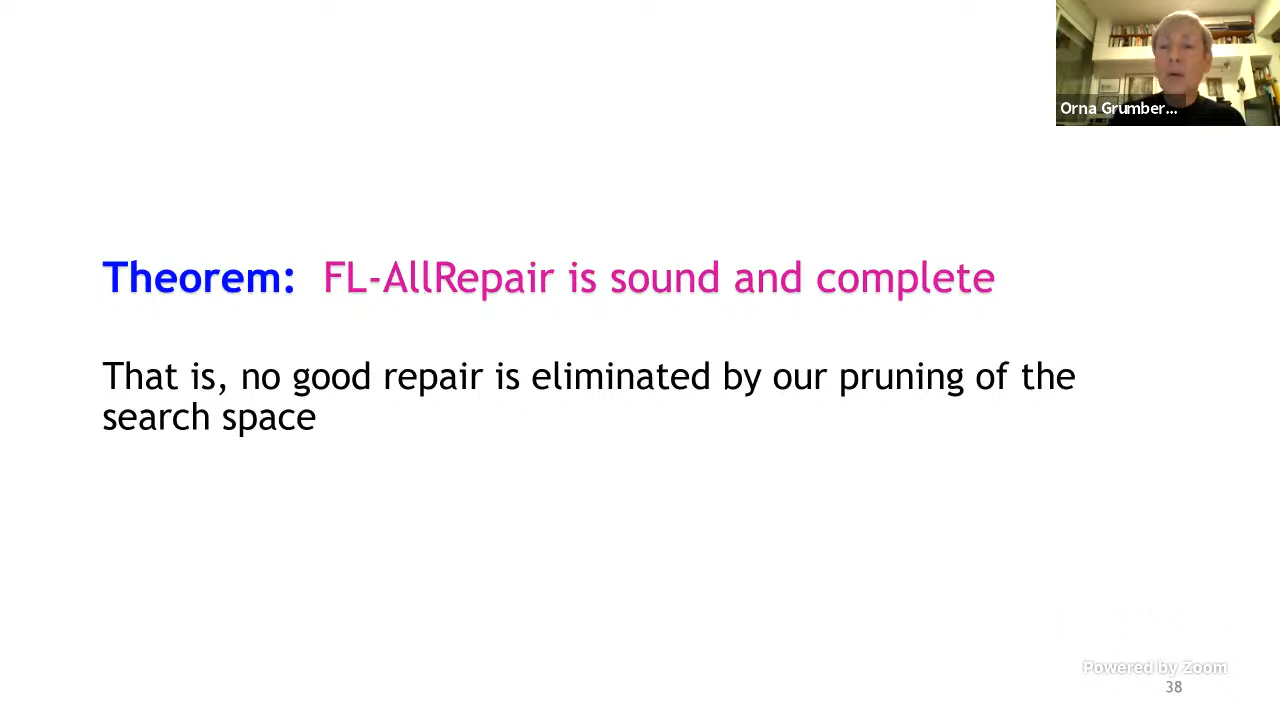 Orna Grumber...
Theorem: FL-AllRepair is sound and complete
That is, no good repair is eliminated by our pruning of the
search space
Powered by Zoom
38